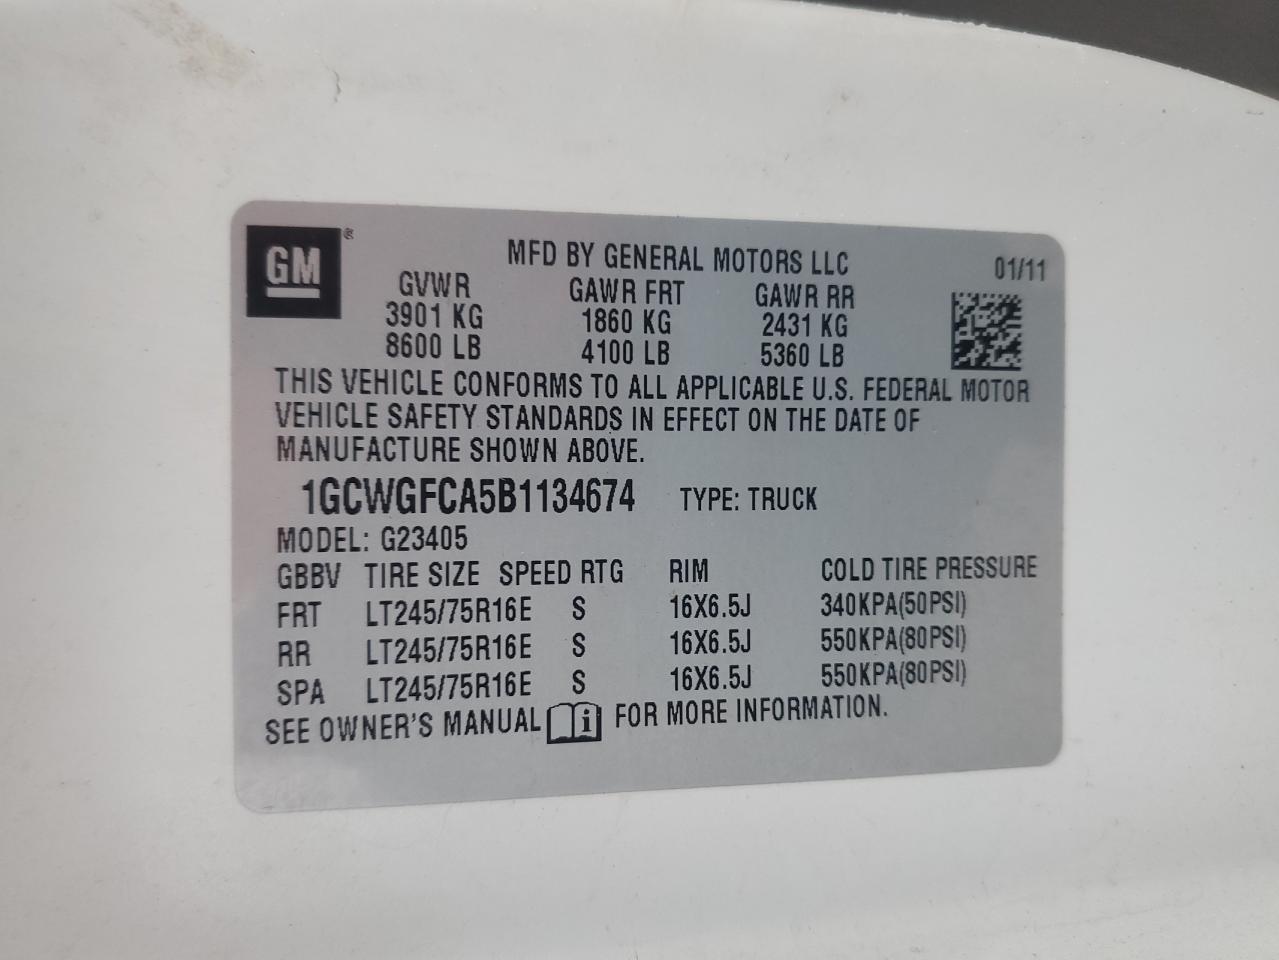 GM ®
MFD BY GENERAL MOTORS LLC 01/11
GVWR GAWR FRT GAWR RR
3901 KG 1860 KG 2431 KG
8600 LB 4100 LB 5360 LB
THIS VEHICLE CONFORMS TO ALL APPLICABLE U.S. FEDERAL MOTOR
VEHICLE SAFETY STANDARDS IN EFFECT ON THE DATE OF
MANUFACTURE SHOWN ABOVE.
1GCWGFCA5B1134674 TYPE: TRUCK
MODEL: G23405
GBBV TIRE SIZE SPEED RTG RIM COLD TIRE PRESSURE
FRT LT245/75R16E S 16X6.5J 340KPA(50PSI)
RR LT245/75R16E S 16X6.5J 550KPA(80PSI)
SPA LT245/75R16E S 16X6.5J 550KPA(80PSI)
SEE OWNER'S MANUAL i FOR MORE INFORMATION.